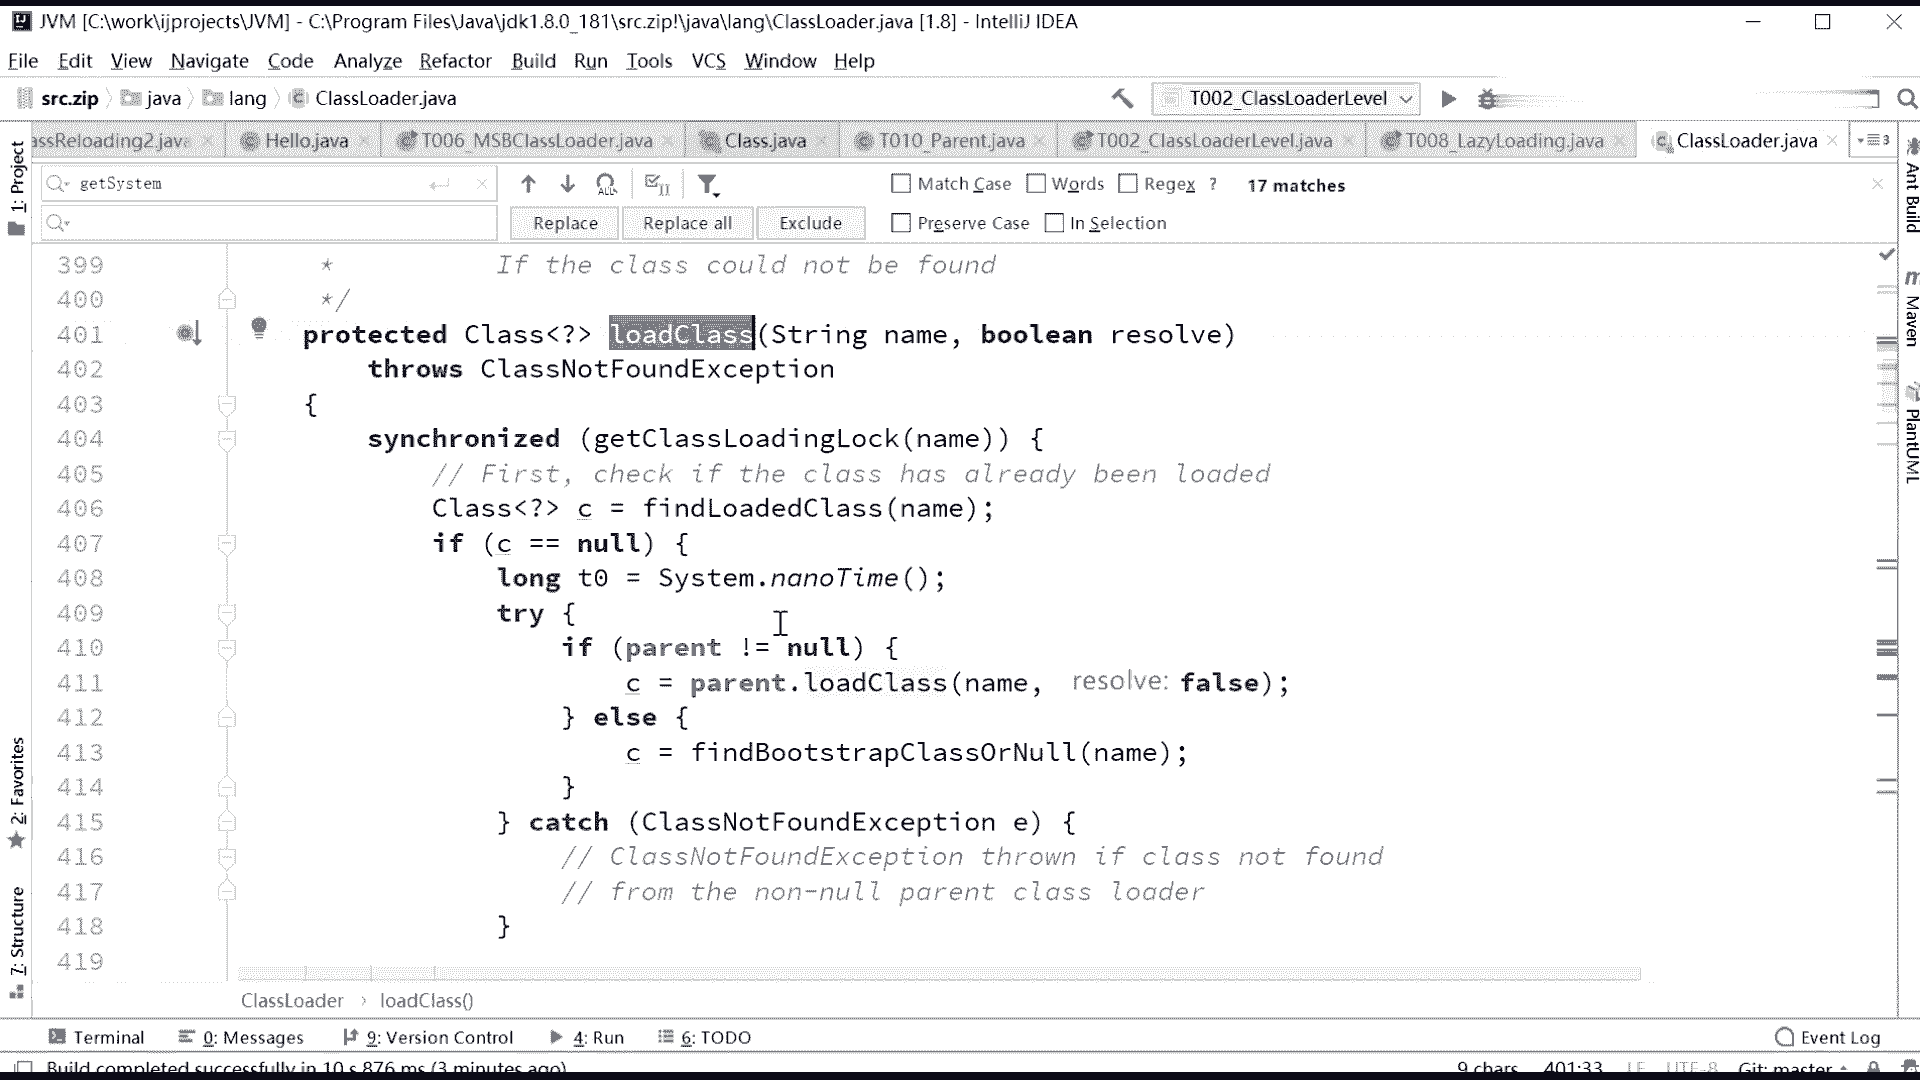 JVM [C:\work\ijprojects\JVM] - C:\Program Files\Java\jdk1.8.0_181\src.zip!\java\lang\ClassLoader.java [1.8] - IntelliJ IDEA
File Edit View Navigate Code Analyze Refactor Build Run Tools VCS Window Help
src.zip java lang ClassLoader.java T002_ClassLoaderLevel
assReloading2.java Hello.java T006_MSBClassLoader.java Class.java T010_Parent.java T002_ClassLoaderLevel.java T008_LazyLoading.java ClassLoader.java 3
getSystem Match Case Words Regex ? 17 matches
Replace Replace all Exclude Preserve Case In Selection
399 * If the class could not be found
400 */
401 protected Class<?> loadClass(String name, boolean resolve)
402 throws ClassNotFoundException
403 {
404 synchronized (getClassLoadingLock(name)) {
405 // First, check if the class has already been loaded
406 Class<?> c = findLoadedClass(name);
407 if (c == null) {
408 long t0 = System.nanoTime();
409 try {
410 if (parent != null) {
411 c = parent.loadClass(name, resolve: false);
412 } else {
413 c = findBootstrapClassOrNull(name);
414 }
415 } catch (ClassNotFoundException e) {
416 // ClassNotFoundException thrown if class not found
417 // from the non-null parent class loader
418 }
419
ClassLoader › loadClass()
Terminal 0: Messages 9: Version Control 4: Run 6: TODO Event Log
Build completed successfully in 10 s 876 ms (3 minutes ago) 9 chars 401:33 LF UTF-8 Git: master
1: Project
2: Favorites
7: Structure
Ant Build
Maven
PlantUML